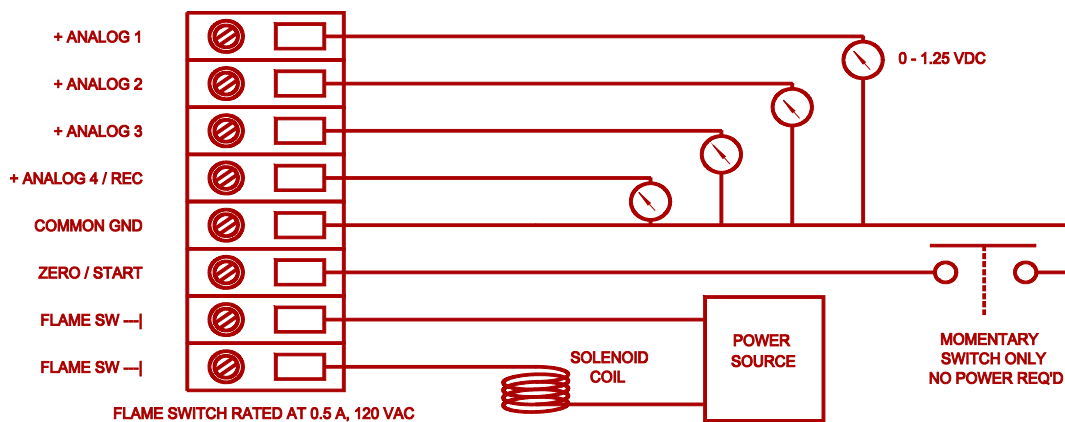 + ANALOG 1
0 - 1.25 VDC
+ ANALOG 2
+ ANALOG 3
+ ANALOG 4 / REC
COMMON GND
ZERO / START
FLAME SW ---|
FLAME SW ---|
SOLENOID
COIL
POWER
SOURCE
MOMENTARY
SWITCH ONLY
NO POWER REQ'D
FLAME SWITCH RATED AT 0.5 A, 120 VAC